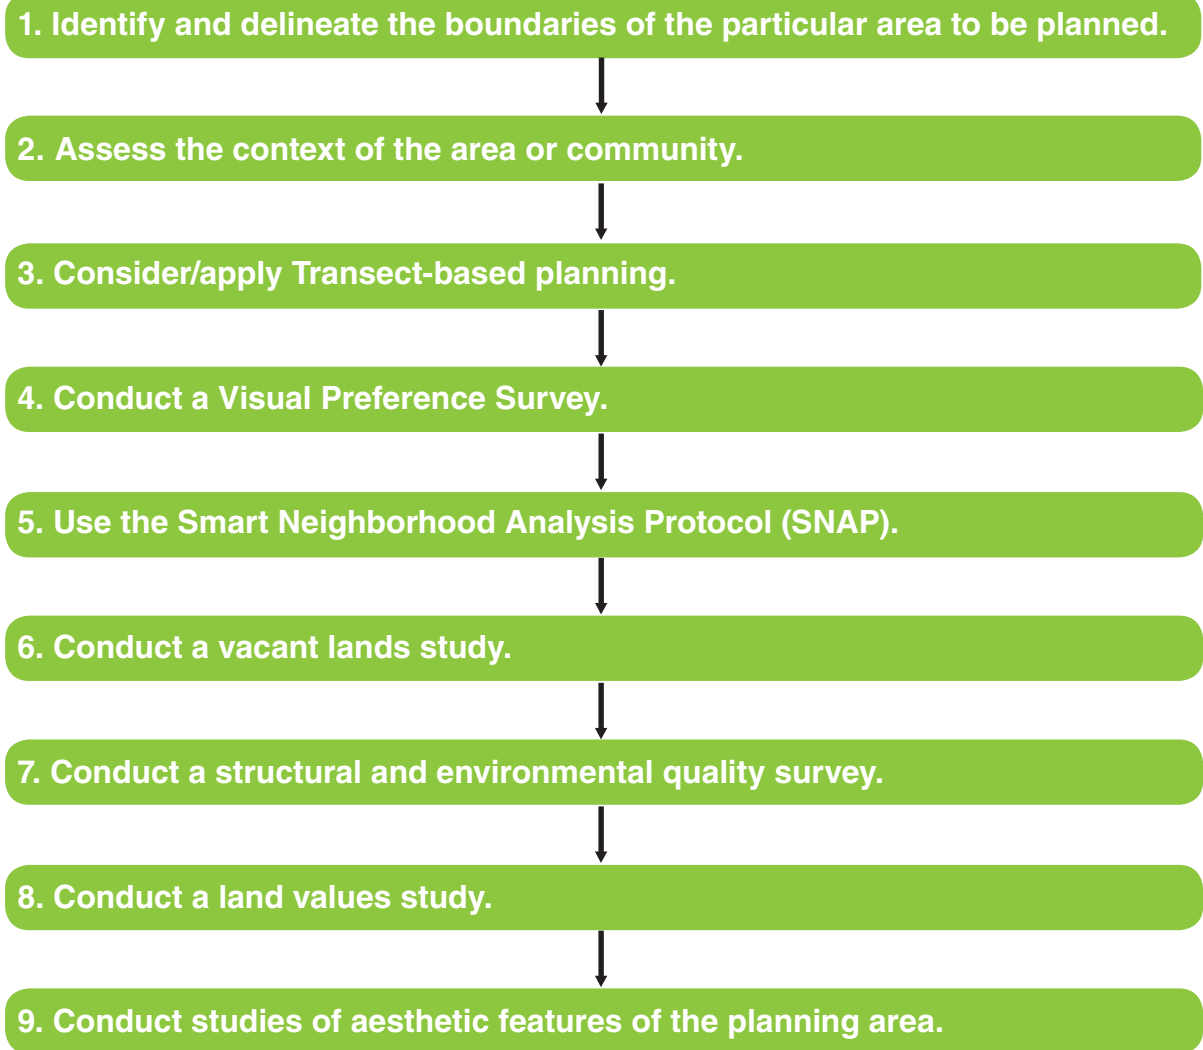 1. Identify and delineate the boundaries of the particular area to be planned.
2. Assess the context of the area or community.
3. Consider/apply Transect-based planning.
4. Conduct a Visual Preference Survey.
5. Use the Smart Neighborhood Analysis Protocol (SNAP).
6. Conduct a vacant lands study.
7. Conduct a structural and environmental quality survey.
8. Conduct a land values study.
9. Conduct studies of aesthetic features of the planning area.